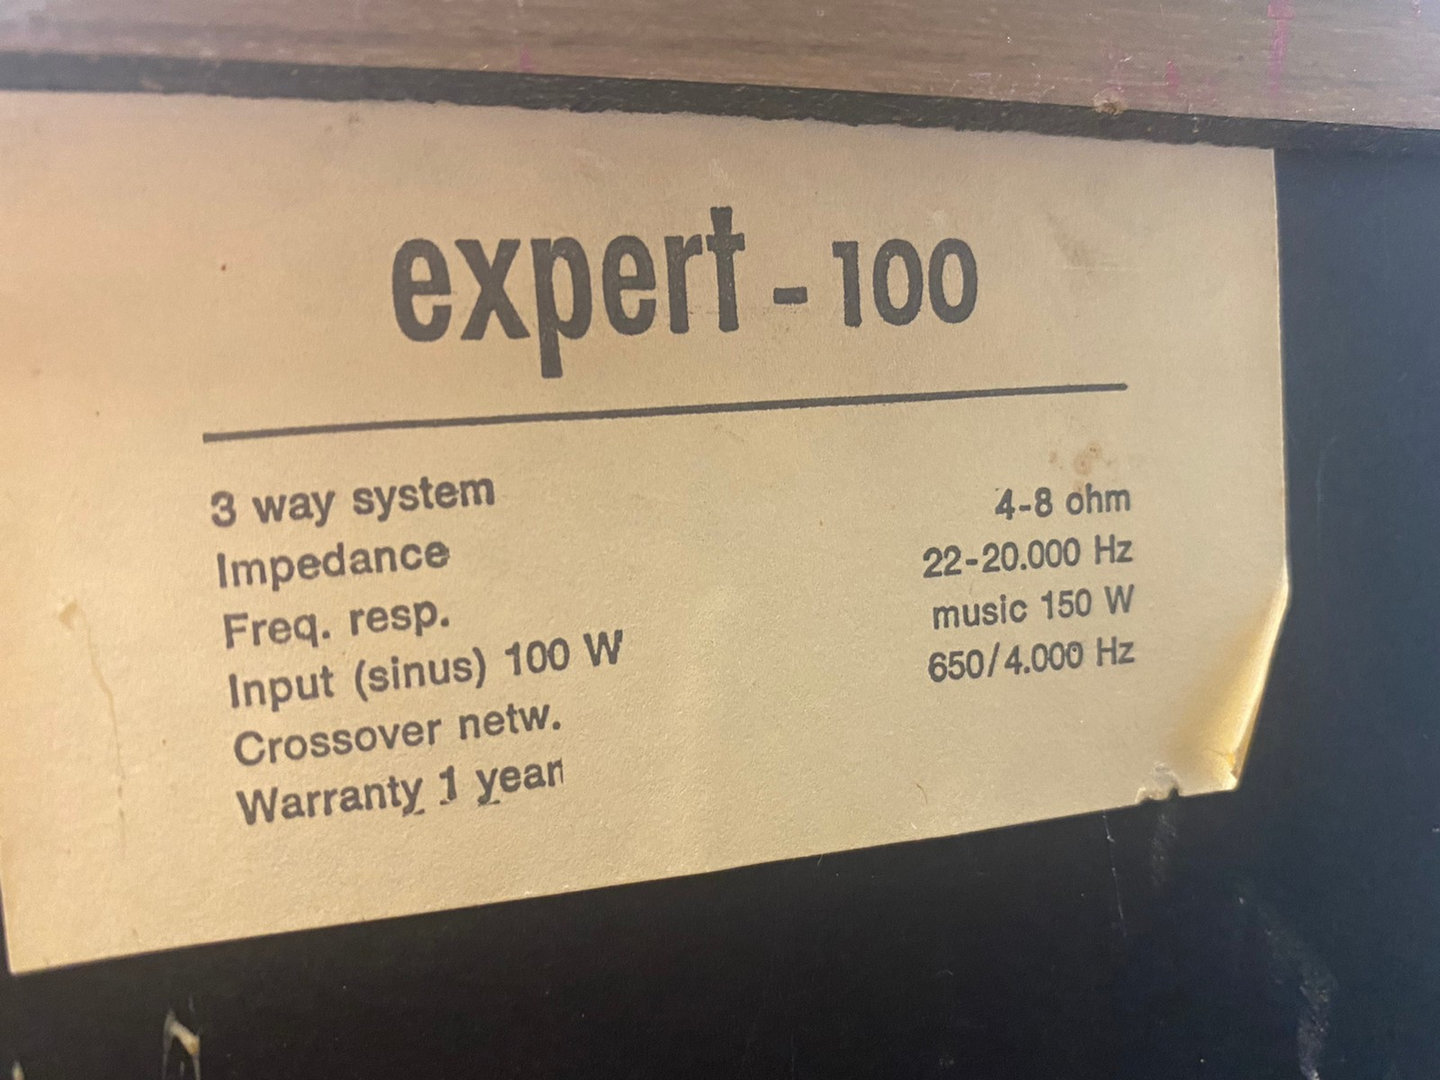 expert - 100
3 way system
Impedance 4-8 ohm
Freq. resp. 22-20.000 Hz
Input (sinus) 100 W music 150 W
Crossover netw. 650/4.000 Hz
Warranty 1 year